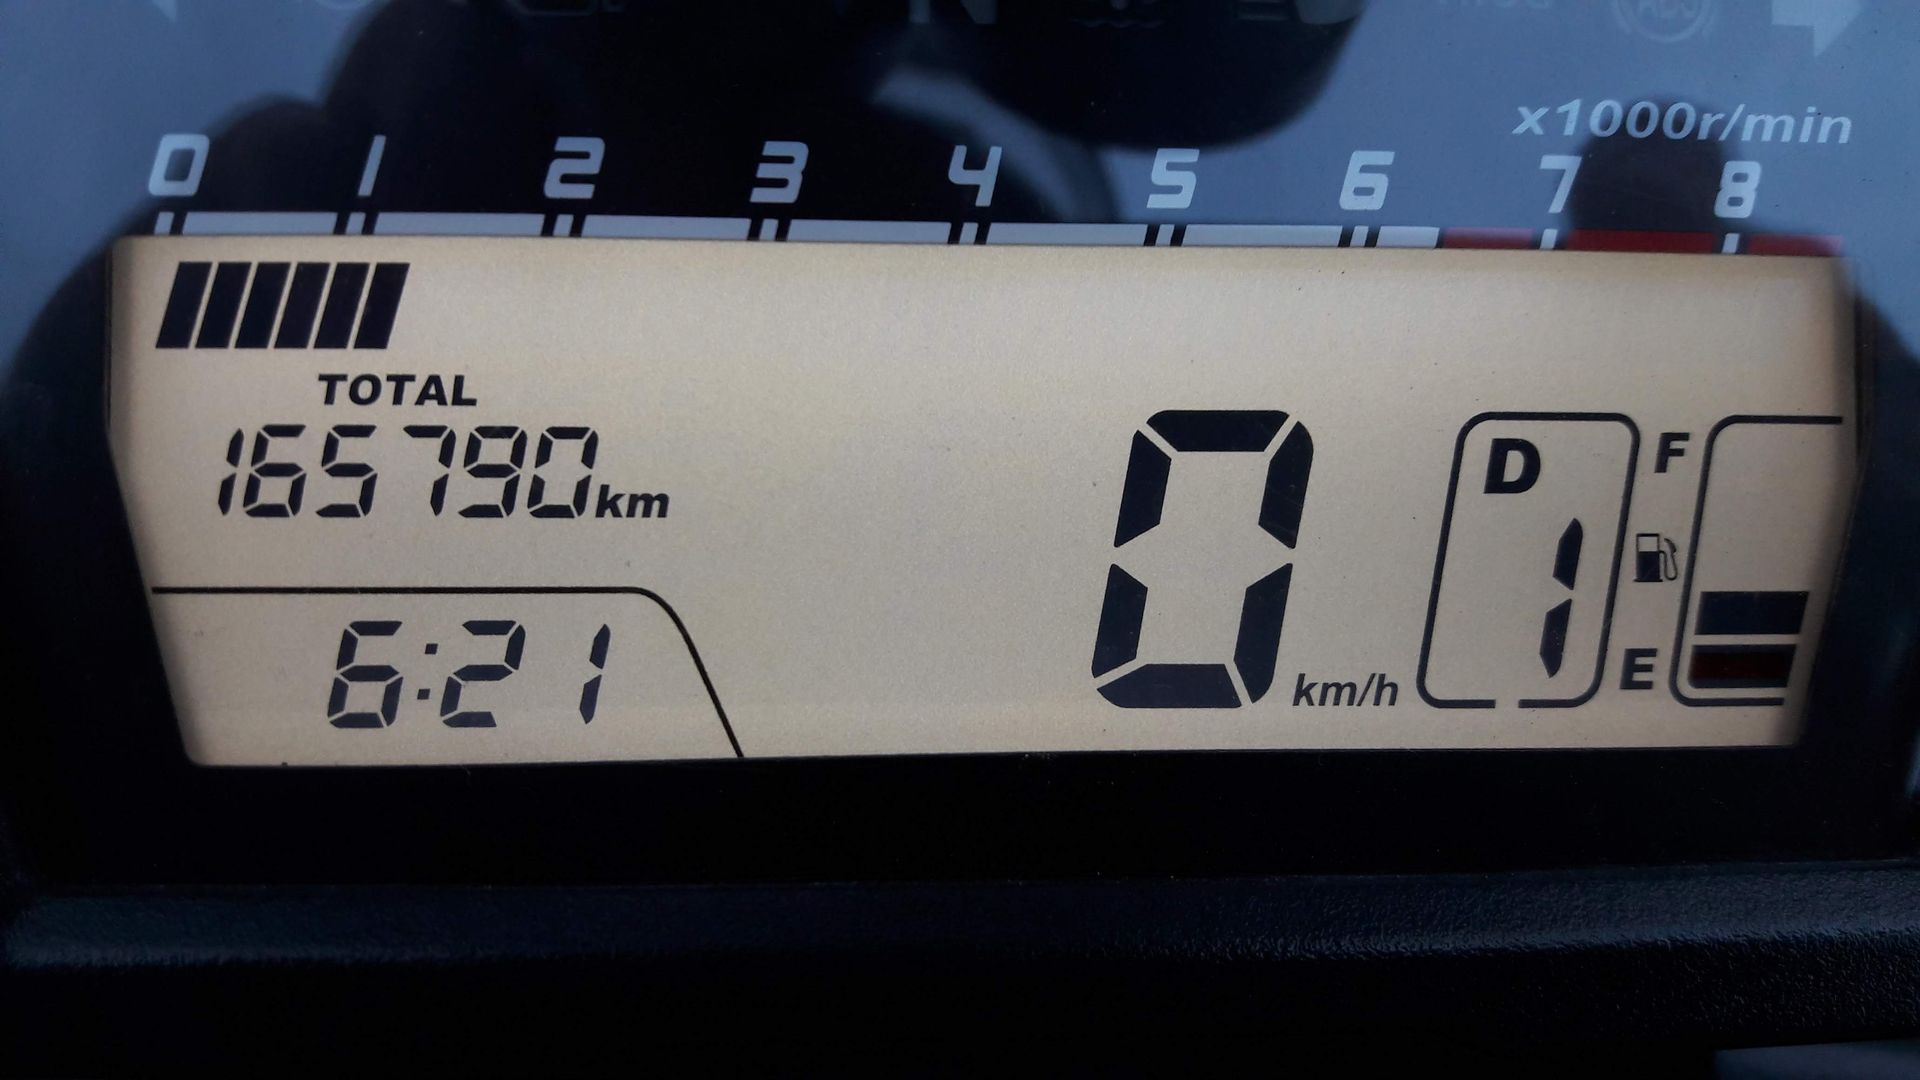 x1000r/min
0 1 2 3 4 5 6 7 8
TOTAL
165790km
6:21
0 km/h
D
1
F
E